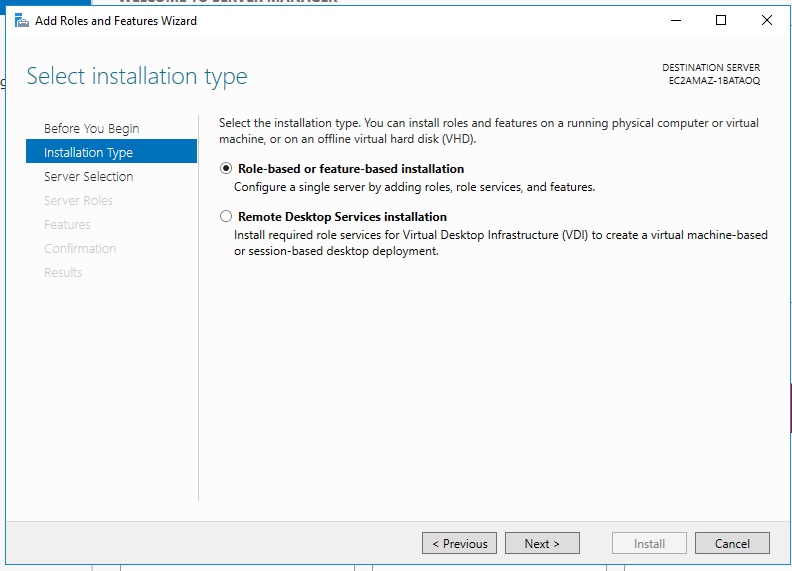 WELCOME TO SERVER MANAGER
Add Roles and Features Wizard
Select installation type
DESTINATION SERVER
EC2AMAZ-1BATAOQ
Before You Begin
Installation Type
Server Selection
Server Roles
Features
Confirmation
Results
Select the installation type. You can install roles and features on a running physical computer or virtual
machine, or on an offline virtual hard disk (VHD).
Role-based or feature-based installation
Configure a single server by adding roles, role services, and features.
Remote Desktop Services installation
Install required role services for Virtual Desktop Infrastructure (VDI) to create a virtual machine-based
or session-based desktop deployment.
< Previous
Next >
Install
Cancel